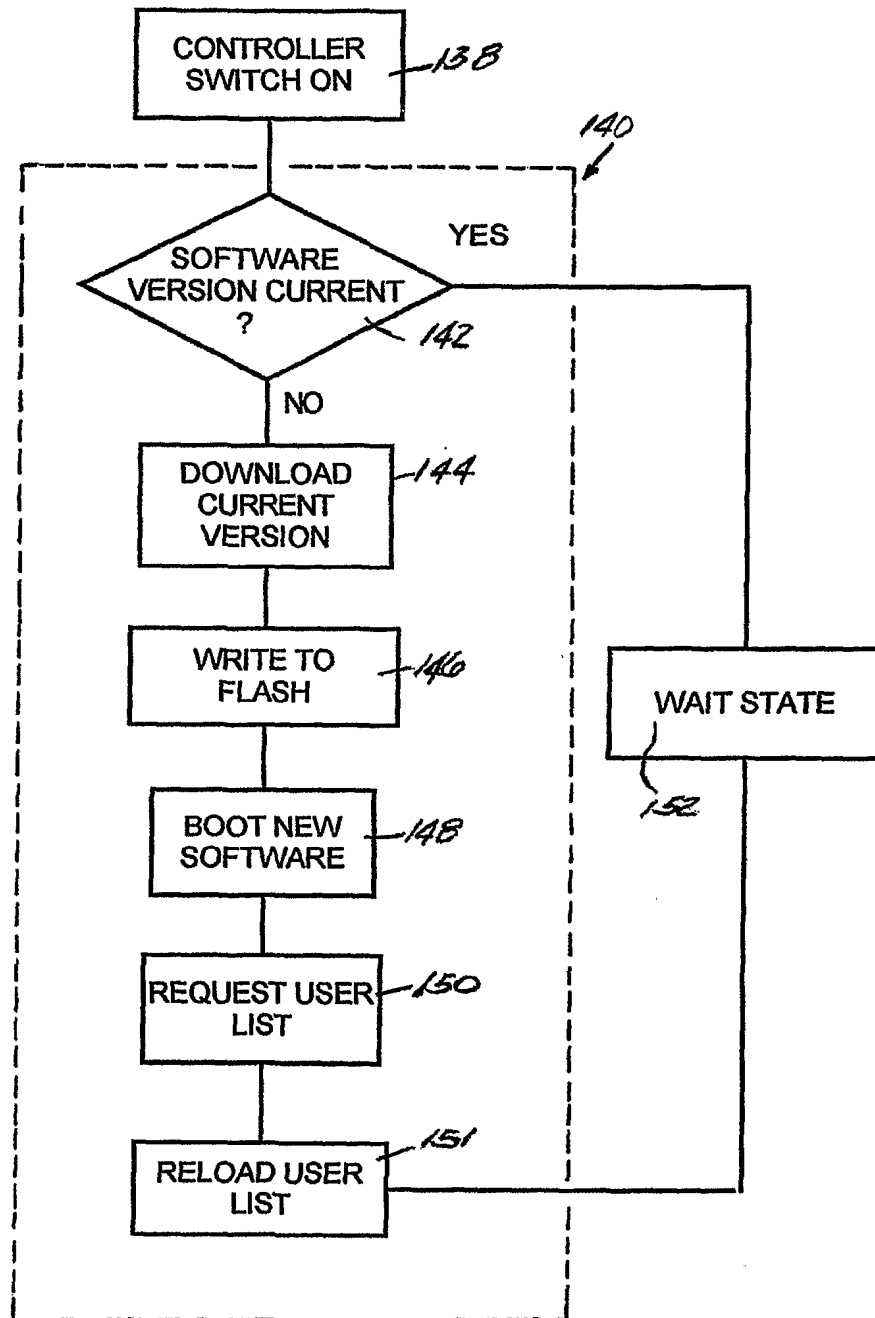 CONTROLLER
SWITCH ON
138
140
YES
SOFTWARE
VERSION CURRENT
?
142
NO
DOWNLOAD
CURRENT
VERSION
144
WRITE TO
FLASH
146
WAIT STATE
152
BOOT NEW
SOFTWARE
148
REQUEST USER
LIST
150
RELOAD USER
LIST
151